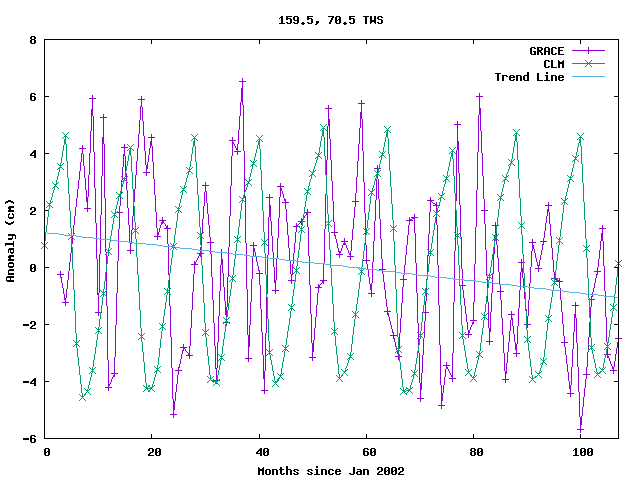 159.5, 70.5 TWS
GRACE
CLM
Trend Line
8
6
4
2
0
-2
-4
-6
Anomaly (cm)
0 20 40 60 80 100
Months since Jan 2002